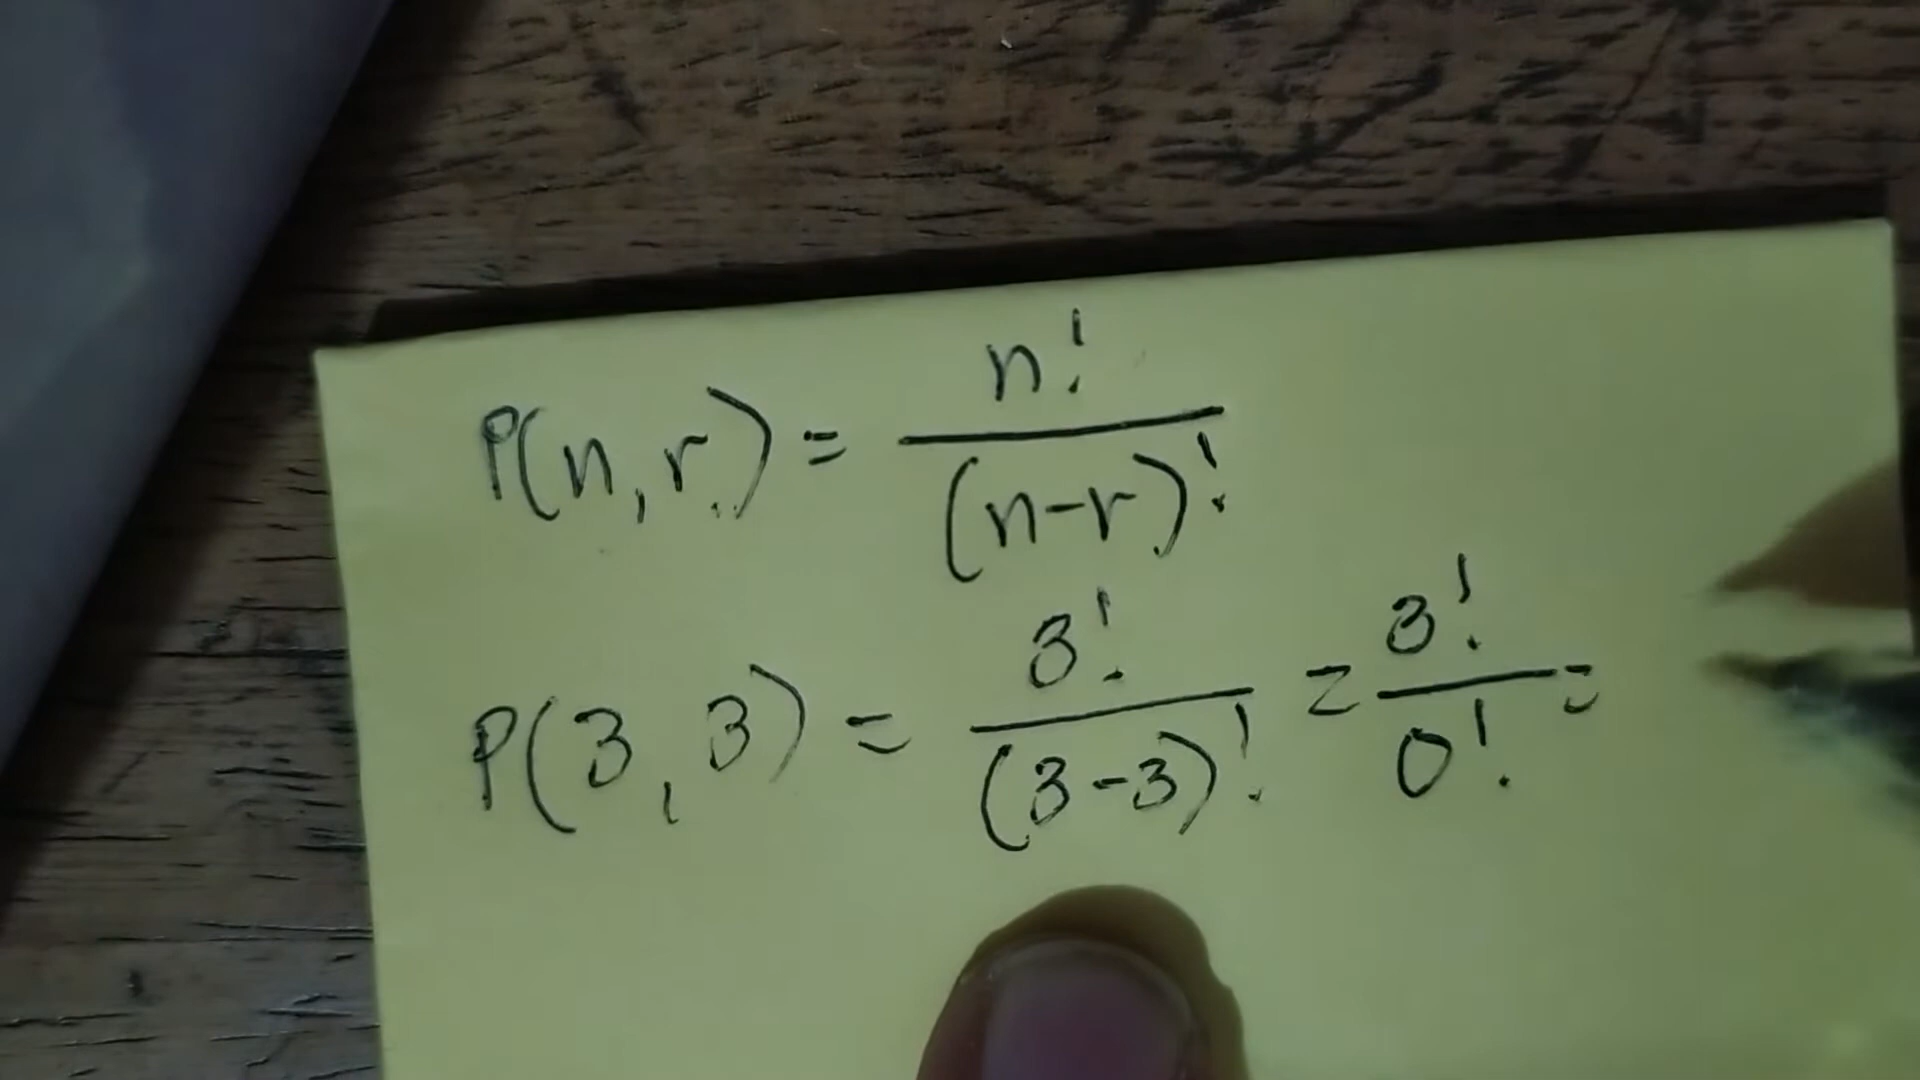 P(n,r) = n! / (n-r)!
P(3,3) = 3! / (3-3)! = 3! / 0! =